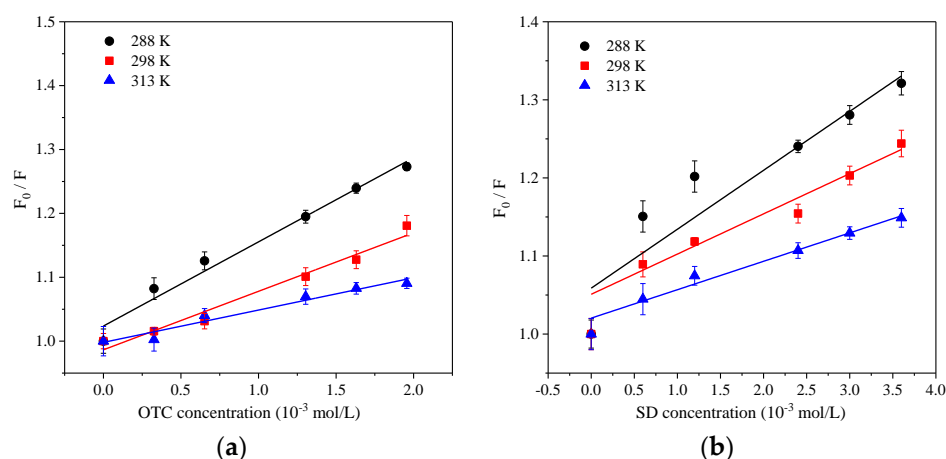 1.5
1.4
1.3
1.2
1.1
1.0
F0 / F
288 K
298 K
313 K
0.0 0.5 1.0 1.5 2.0
OTC concentration (10-3 mol/L)
(a)
1.4
1.3
1.2
1.1
1.0
F0 / F
288 K
298 K
313 K
-0.5 0.0 0.5 1.0 1.5 2.0 2.5 3.0 3.5 4.0
SD concentration (10-3 mol/L)
(b)